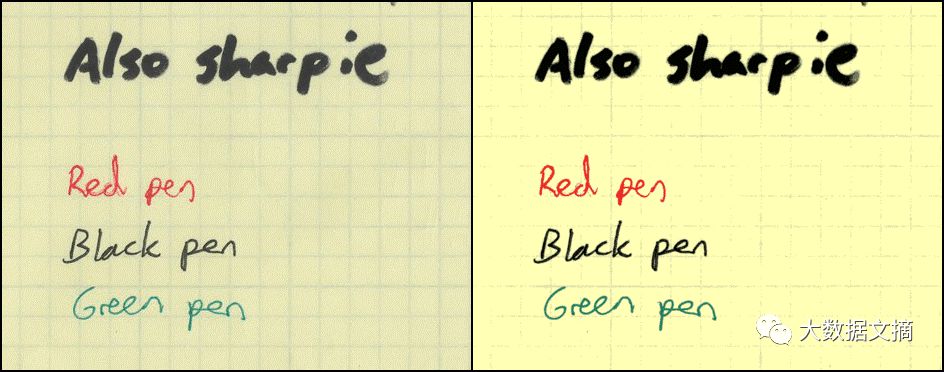 Also sharpie
Red pen
Black pen
Green pen
Also sharpie
Red pen
Black pen
Green pen
大数据文摘